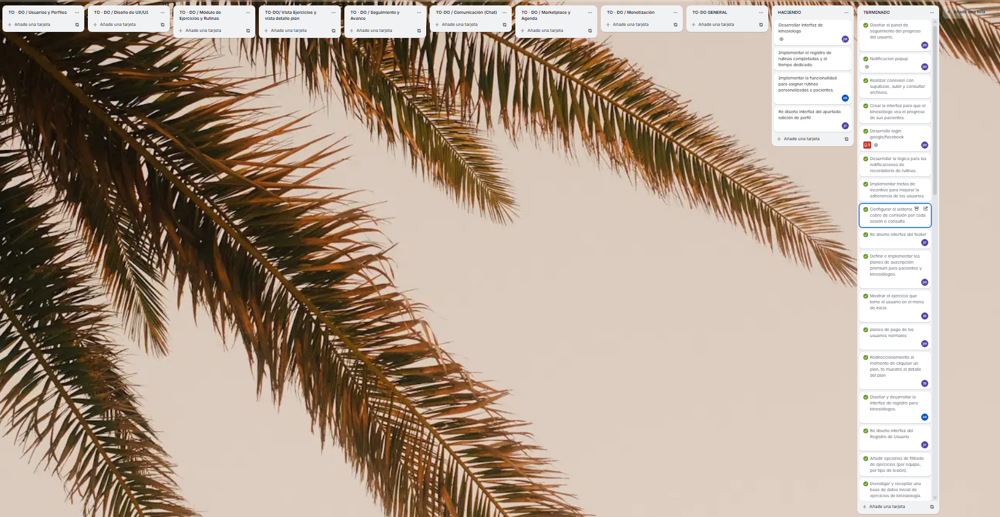 TO - DO / Usuarios y Perfiles
Añade una tarjeta
TO - DO / Diseño de UX/UI
Añade una tarjeta
TO - DO / Módulo de
Ejercicios y Rutinas
Añade una tarjeta
TO-DO/ Vista Ejercicios y
vista detalle plan
Añade una tarjeta
TO - DO / Seguimiento y
Avance
Añade una tarjeta
TO-DO / Comunicación (Chat)
Añade una tarjeta
TO - DO / Marketplace y
Agenda
Añade una tarjeta
TO - DO / Monetización
Añade una tarjeta
TO-DO GENERAL
Añade una tarjeta
HACIENDO
Desarrollar interfaz de
kinesiologo
JM
Implementar el registro de
rutinas completadas y el
tiempo dedicado.
Implementar la funcionalidad
para asignar rutinas
personalizadas a pacientes.
AR
Re diseño interfaz del apartado
edición de perfil
JV
Añade una tarjeta
TERMINADO
Diseñar el panel de
seguimiento del progreso
del usuario.
JM
Notificacion popup
JM
Realizar conexion con
supabase, subir y consultar
archivos.
Crear la interfaz para que el
kinesiólogo vea el progreso
de sus pacientes.
Desarrollo login
google/facebook
1
JM
Desarrollar la lógica para las
notificaciones de
recordatorio de rutinas.
Implementar metas de
incentivo para mejorar la
adherencia de los usuarios.
Configurar el sistema
cobro de comisión por cada
sesión o consulta.
Re diseño interfaz del footer
JV
Definir e implementar los
planes de suscripción
premium para pacientes y
kinesiólogos.
JM
Mostrar el ejercicio que
tomo el usuario en el menú
de inicio
planes de pago de los
usuarios normales
JM
Redireccionamiento al
momento de cliquear un
plan, te muestre el detalle
del plan
Diseñar y desarrollar la
interfaz de registro para
kinesiólogos.
AR
Re diseño interfaz del
Registro de Usuario
JV
Añadir opciones de filtrado
de ejercicios (por equipo,
por tipo de lesión).
Investigar y recopilar una
base de datos inicial de
ejercicios de kinesiología.
Añade una tarjeta
Añade otra lista